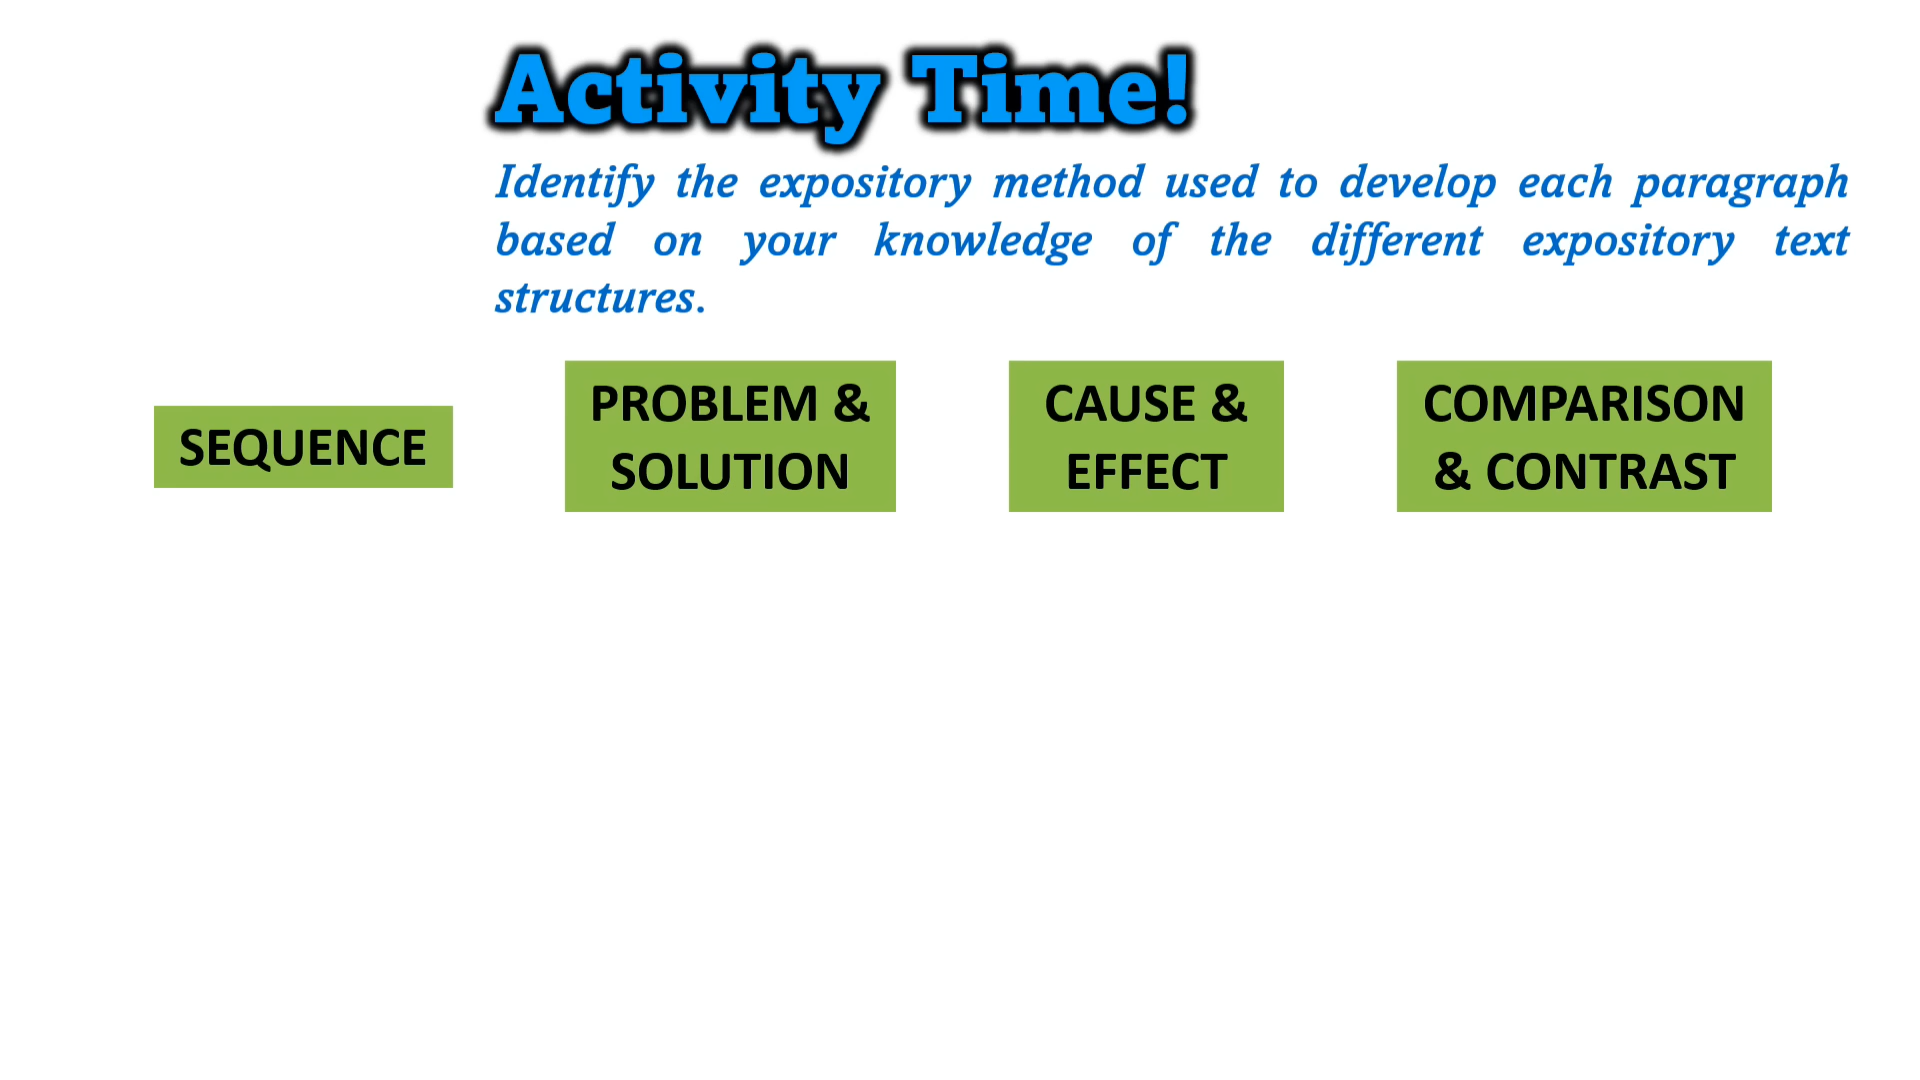 Activity Time!
Identify the expository method used to develop each paragraph
based on your knowledge of the different expository text
structures.
SEQUENCE
PROBLEM &
SOLUTION
CAUSE &
EFFECT
COMPARISON
& CONTRAST